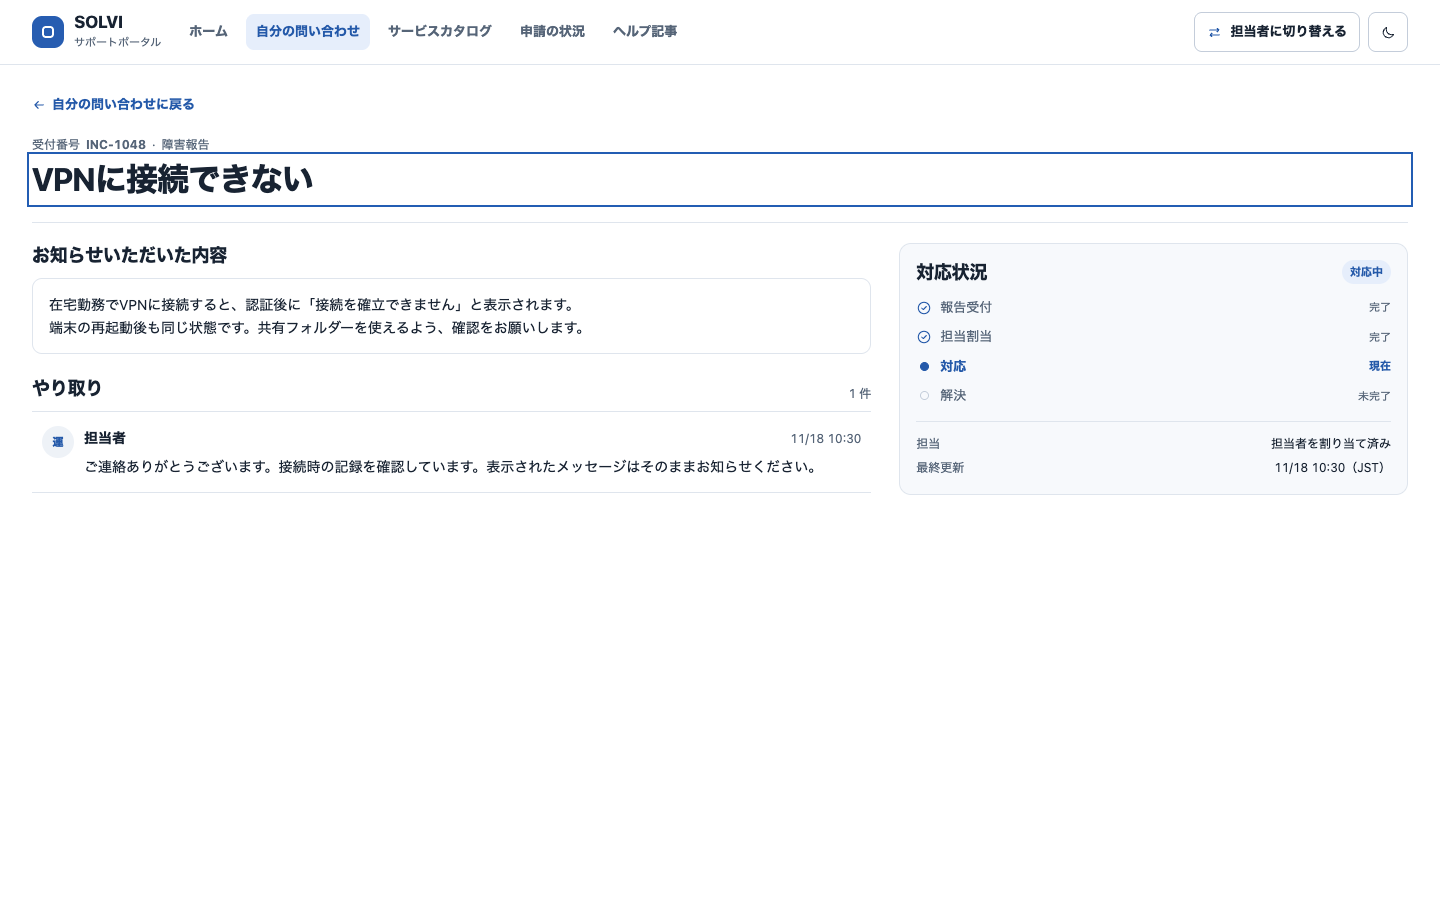 SOLVI
サポートポータル
ホーム
自分の問い合わせ
サービスカタログ
申請の状況
ヘルプ記事
担当者に切り替える
自分の問い合わせに戻る
受付番号 INC-1048 · 障害報告
VPNに接続できない
お知らせいただいた内容
在宅勤務でVPNに接続すると、認証後に「接続を確立できません」と表示されます。
端末の再起動後も同じ状態です。共有フォルダーを使えるよう、確認をお願いします。
やり取り
1 件
運
担当者
11/18 10:30
ご連絡ありがとうございます。接続時の記録を確認しています。表示されたメッセージはそのままお知らせください。
対応状況
対応中
報告受付
完了
担当割当
完了
対応
現在
解決
未完了
担当
担当者を割り当て済み
最終更新
11/18 10:30（JST）